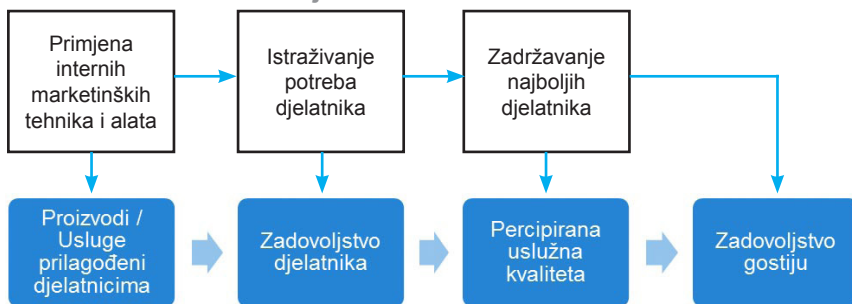 Primjena
internih
marketinških
tehnika i alata
Istraživanje
potreba
djelatnika
Zadržavanje
najboljih
djelatnika
Proizvodi /
Usluge
prilagođeni
djelatnicima
Zadovoljstvo
djelatnika
Percipirana
uslužna
kvaliteta
Zadovoljstvo
gostiju